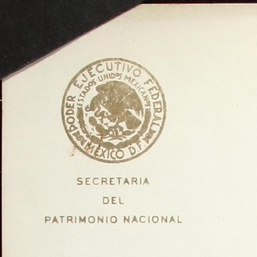 PODER EJECUTIVO FEDERAL
ESTADOS UNIDOS MEXICANOS
MEXICO D.F.
SECRETARIA
DEL
PATRIMONIO NACIONAL